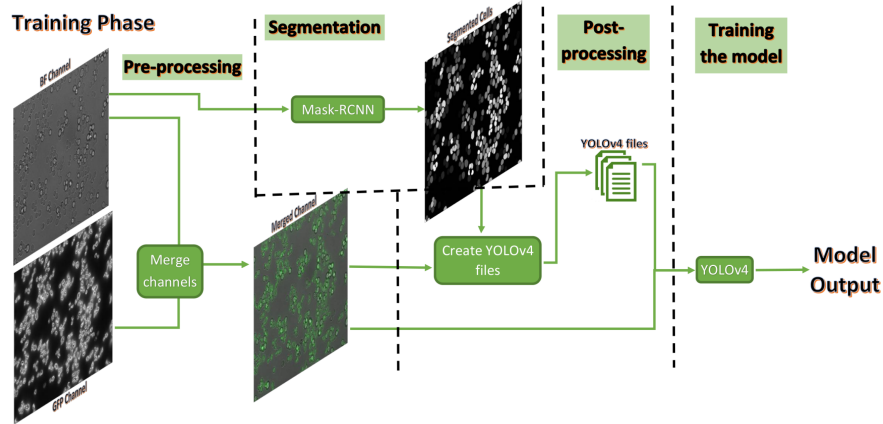 Training Phase
Segmentation
Segmented Cells
Post-
processing
Training
the model
BF Channel
Pre-processing
Mask-RCNN
YOLOv4 files
Merged Channel
Merge
channels
Create YOLOv4
files
YOLOv4
Model
Output
GFP Channel